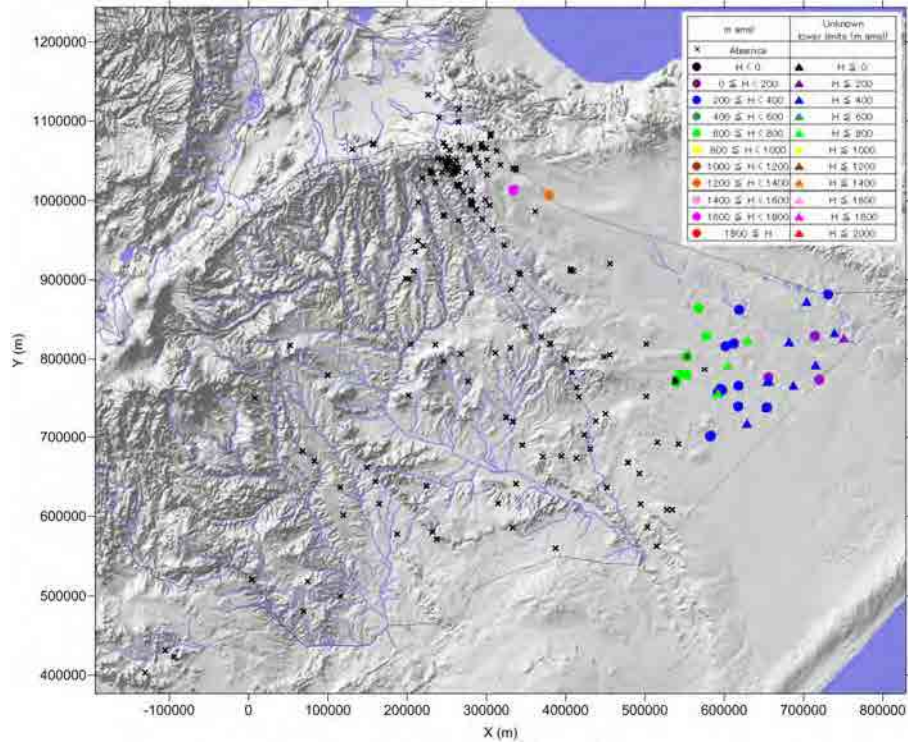 m amsl
Unknown
lower limits (m amsl)
× Absence
H < 0
H ≦ 0
0 ≦ H < 200
H ≦ 200
200 ≦ H < 400
H ≦ 400
400 ≦ H < 600
H ≦ 600
600 ≦ H < 800
H ≦ 800
800 ≦ H < 1000
H ≦ 1000
1000 ≦ H < 1200
H ≦ 1200
1200 ≦ H < 1400
H ≦ 1400
1400 ≦ H < 1600
H ≦ 1600
1600 ≦ H < 1800
H ≦ 1800
1800 ≦ H
H ≦ 2000
1200000
1100000
1000000
900000
800000
700000
600000
500000
400000
Y (m)
-100000 0 100000 200000 300000 400000 500000 600000 700000 800000
X (m)